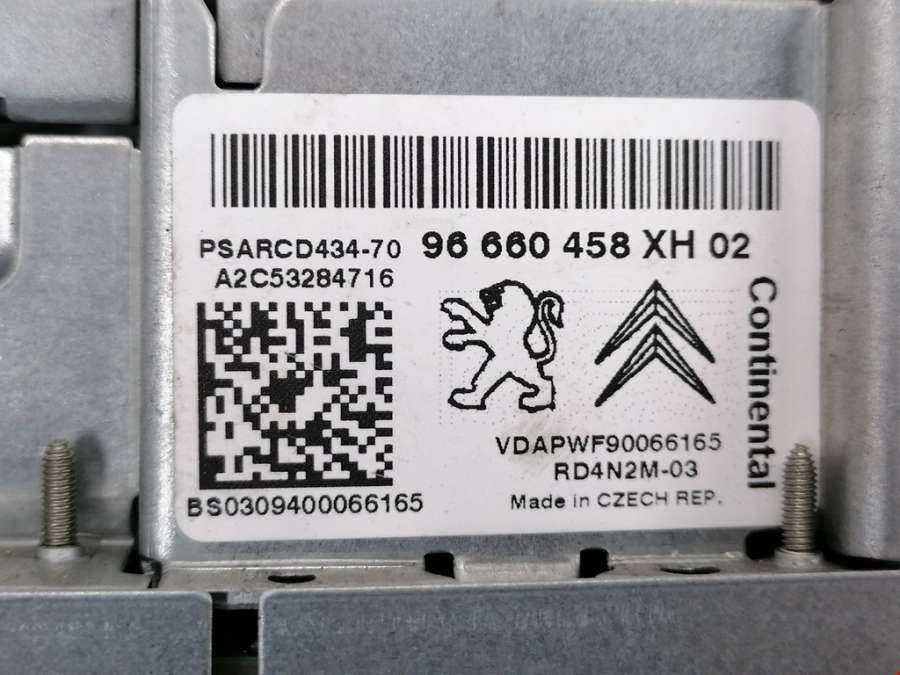 PSARCD434-70 96 660 458 XH 02
A2C53284716
Continental
VDAPWF90066165
RD4N2M-03
BS0309400066165
Made in CZECH REP.